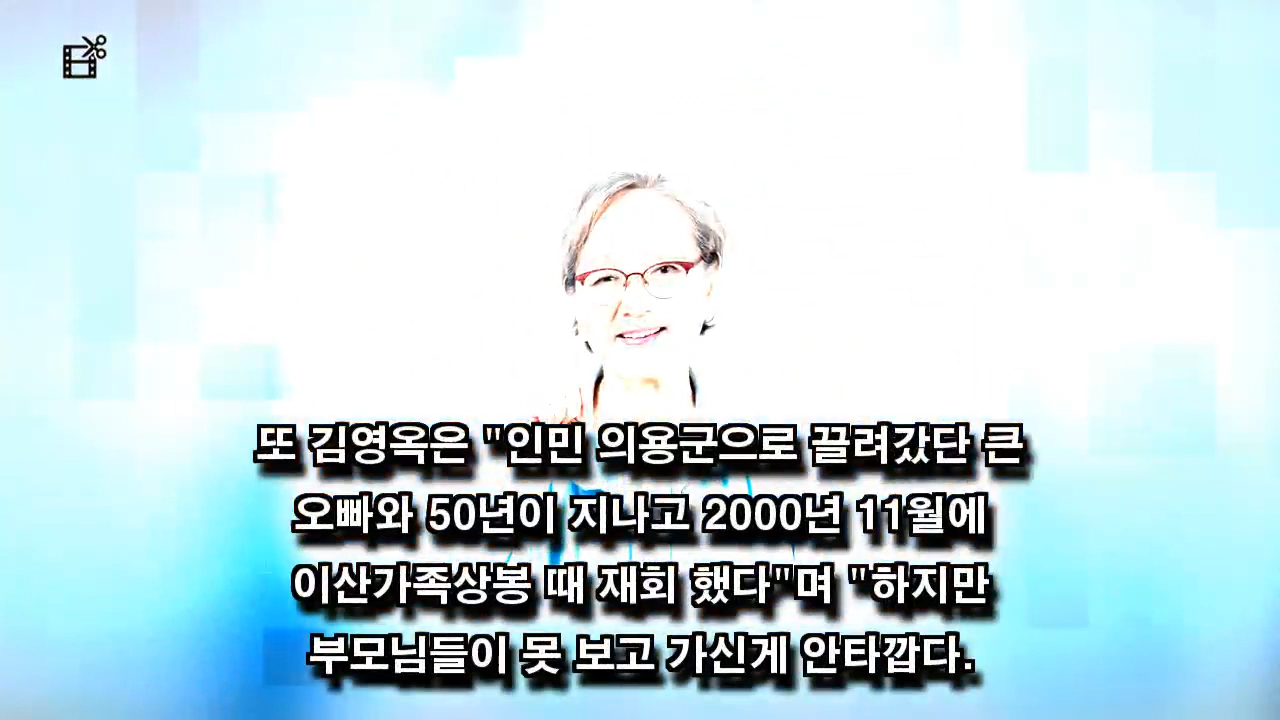 또 김영옥은 "인민 의용군으로 끌려갔단 큰
오빠와 50년이 지나고 2000년 11월에
이산가족상봉 때 재회 했다"며 "하지만
부모님들이 못 보고 가신게 안타깝다.